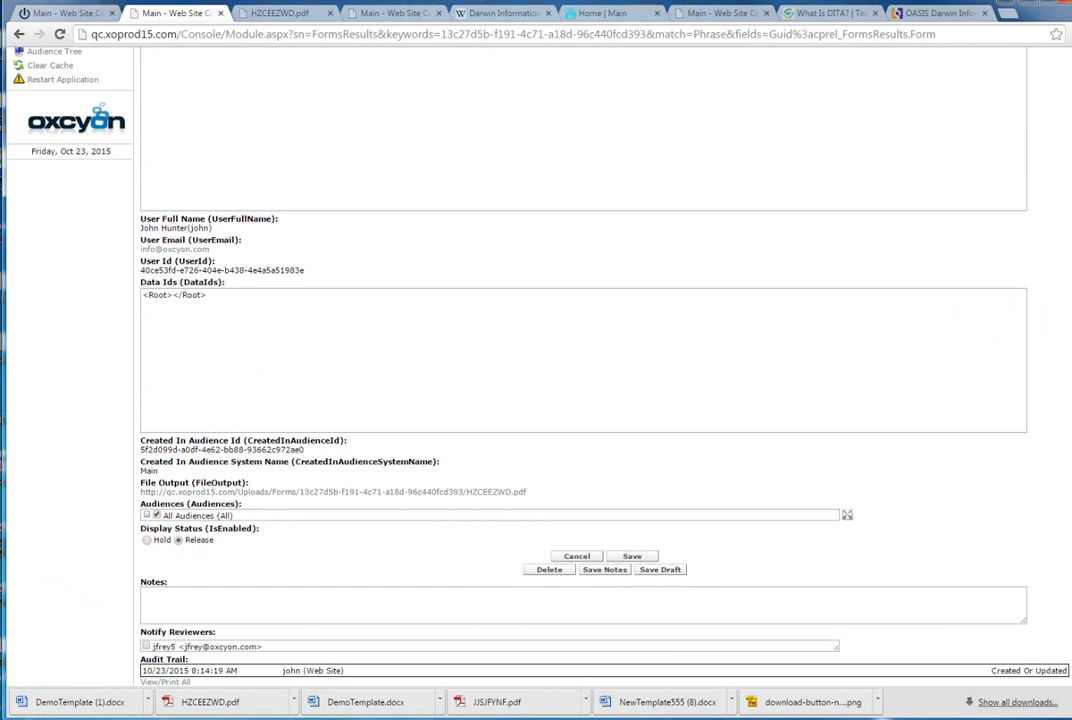 Main - Web Site Co
Main - Web Site Co
HZCEEZWD.pdf
Main - Web Site Co
Darwin Information
Home | Main
Main - Web Site Co
What Is DITA? | Tec
OASIS Darwin Infor
qc.xoprod15.com/Console/Module.aspx?sn=FormsResults&keywords=13c27d5b-f191-4c71-a18d-96c440fcd393&match=Phrase&fields=Guid%3acprel_FormsResults.Form
Audience Tree
Clear Cache
Restart Application
oxcyon
Friday, Oct 23, 2015
User Full Name (UserFullName):
John Hunter(john)
User Email (UserEmail):
info@oxcyon.com
User Id (UserId):
40ce53fd-e726-404e-b438-4e4a5a51983e
Data Ids (DataIds):
<Root></Root>
Created In Audience Id (CreatedInAudienceId):
5f2d099d-a0df-4e62-bb88-93662c972ae0
Created In Audience System Name (CreatedInAudienceSystemName):
Main
File Output (FileOutput):
http://qc.xoprod15.com/Uploads/Forms/13c27d5b-f191-4c71-a18d-96c440fcd393/HZCEEZWD.pdf
Audiences (Audiences):
All Audiences (All)
Display Status (IsEnabled):
Hold Release
Cancel Save
Delete Save Notes Save Draft
Notes:
Notify Reviewers:
jfrey5 <jfrey@oxcyon.com>
Audit Trail:
10/23/2015 8:14:19 AM john (Web Site) Created Or Updated
View/Print All
DemoTemplate (1).docx HZCEEZWD.pdf DemoTemplate.docx JJSJFYNF.pdf NewTemplate555 (8).docx download-button-n....png Show all downloads...